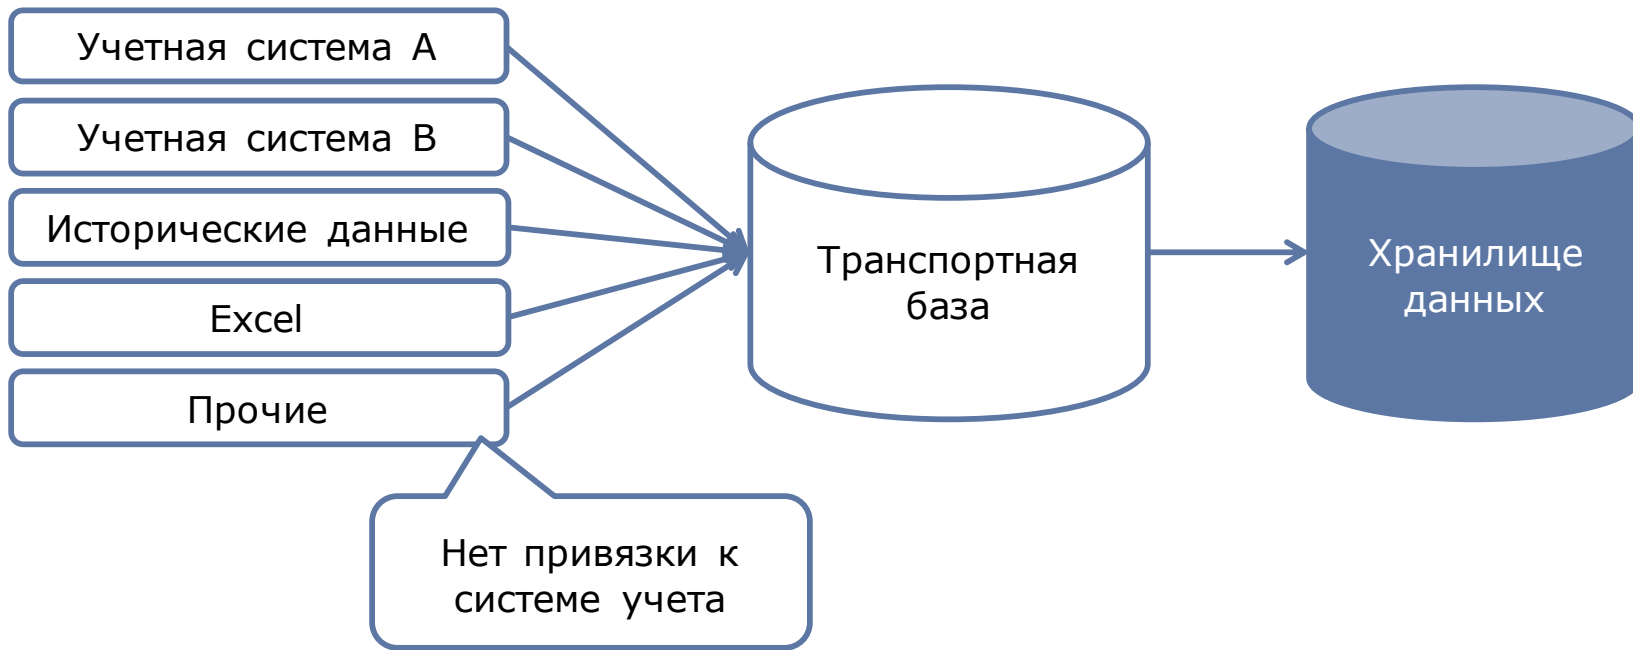 Учетная система A
Учетная система B
Исторические данные
Excel
Прочие
Транспортная
база
Хранилище
данных
Нет привязки к
системе учета